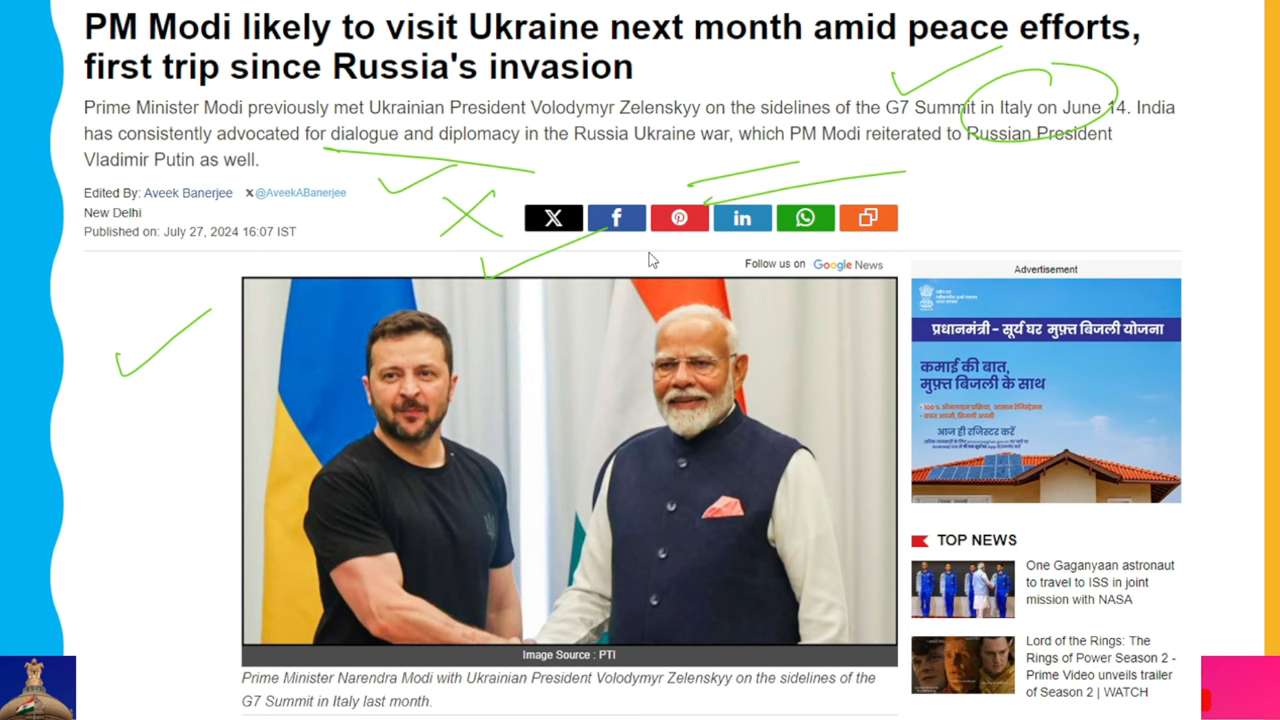 PM Modi likely to visit Ukraine next month amid peace efforts,
first trip since Russia's invasion
Prime Minister Modi previously met Ukrainian President Volodymyr Zelenskyy on the sidelines of the G7 Summit in Italy on June 14. India
has consistently advocated for dialogue and diplomacy in the Russia Ukraine war, which PM Modi reiterated to Russian President
Vladimir Putin as well.
Edited By: Aveek Banerjee X@AveekABanerjee
New Delhi
Published on: July 27, 2024 16:07 IST
Follow us on Google News
Advertisement
प्रधानमंत्री - सूर्य घर मुफ़्त बिजली योजना
कमाई की बात,
मुफ़्त बिजली के साथ
आज ही रजिस्टर करें
Image Source : PTI
Prime Minister Narendra Modi with Ukrainian President Volodymyr Zelenskyy on the sidelines of the
G7 Summit in Italy last month.
TOP NEWS
One Gaganyaan astronaut
to travel to ISS in joint
mission with NASA
Lord of the Rings: The
Rings of Power Season 2 -
Prime Video unveils trailer
of Season 2 | WATCH